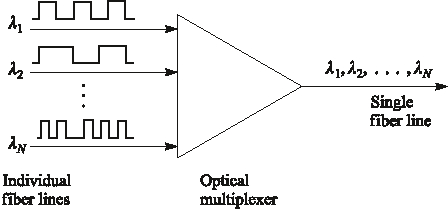 λ1
λ2
λN
λ1, λ2, . . . , λN
Single
fiber line
Individual
fiber lines
Optical
multiplexer